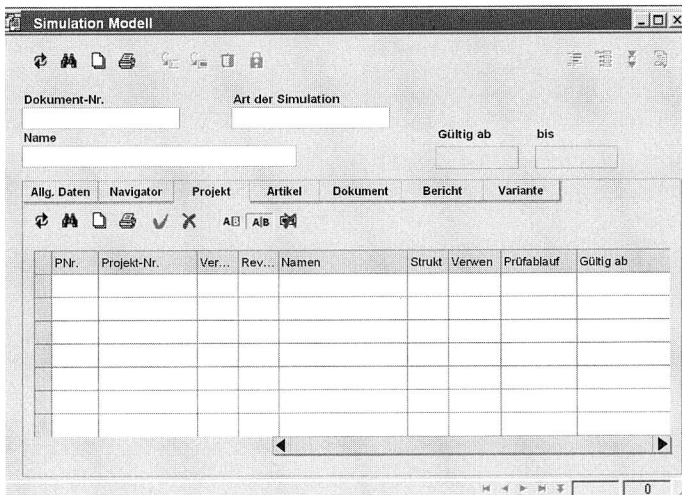 Simulation Modell
Dokument-Nr. Art der Simulation
Name Gültig ab bis
Allg. Daten Navigator Projekt Artikel Dokument Bericht Variante
A B A|B
PNr. Projekt-Nr. Ver... Rev... Namen Strukt Verwen Prüfablauf Gültig ab
0